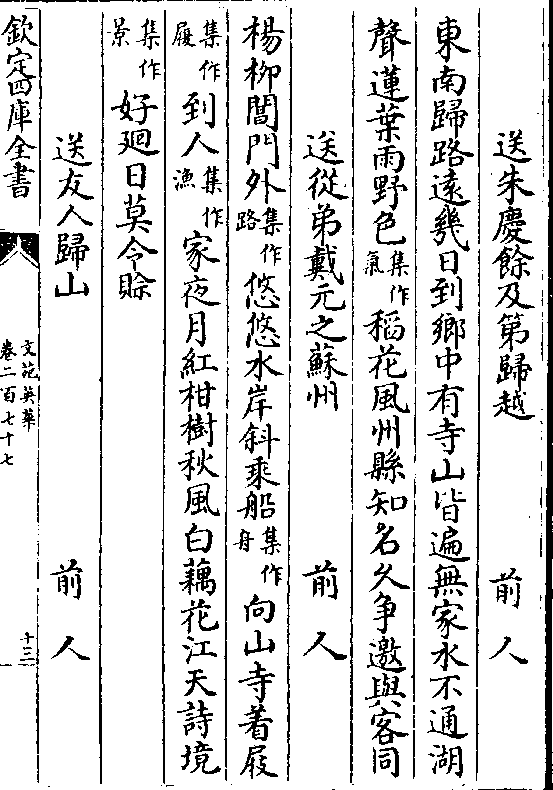 送朱慶餘及第歸越　前人
東南歸路遠幾日到鄉中有寺山皆遍無家水不通湖
聲蓮葉雨野色集作氣稻花風州縣知名久爭邀與客同
送從弟戴元之蘇州　前人
楊柳閶門外集作路悠悠水岸斜乘船集作舟向山寺着屐
集作履到人集作漁家夜月紅柑樹秋風白藕花江天詩境
集作景好廻日莫令賖
送友人歸山　前人
欽定四庫全書
文苑英華
卷二百七十七
十三